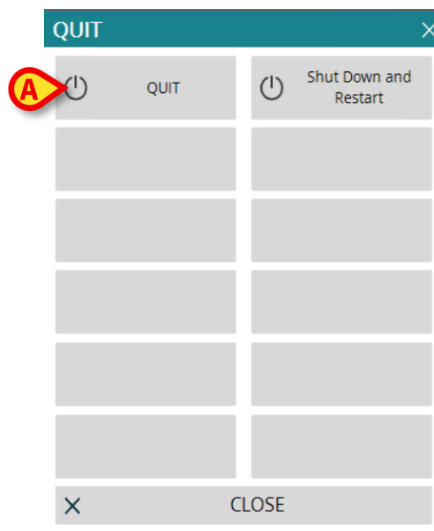 QUIT
A
QUIT
Shut Down and
Restart
CLOSE